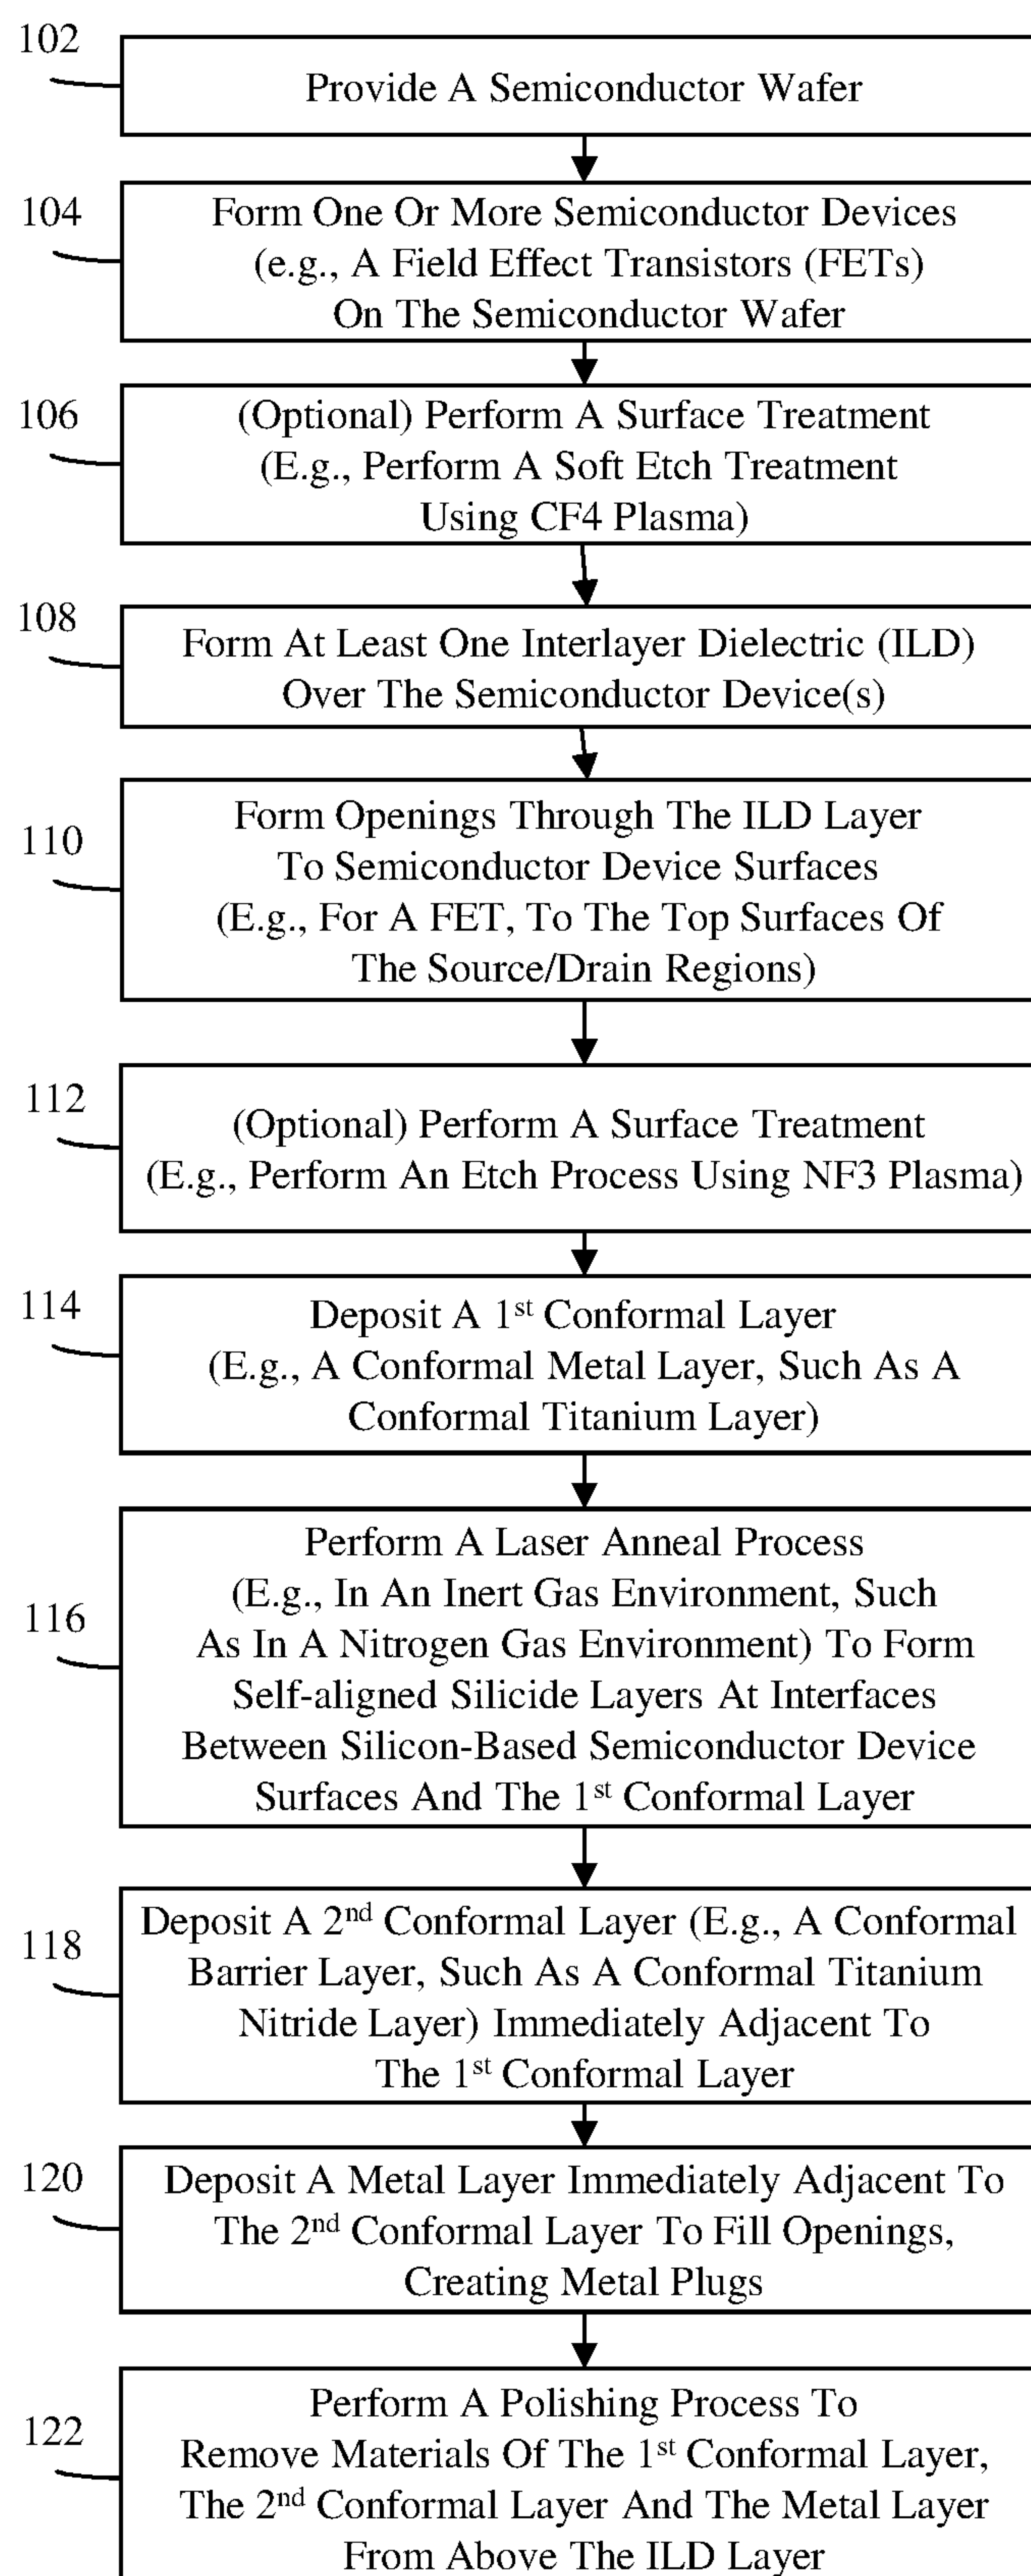 102
Provide A Semiconductor Wafer
104
Form One Or More Semiconductor Devices
(e.g., A Field Effect Transistors (FETs)
On The Semiconductor Wafer
106
(Optional) Perform A Surface Treatment
(E.g., Perform A Soft Etch Treatment
Using CF4 Plasma)
108
Form At Least One Interlayer Dielectric (ILD)
Over The Semiconductor Device(s)
110
Form Openings Through The ILD Layer
To Semiconductor Device Surfaces
(E.g., For A FET, To The Top Surfaces Of
The Source/Drain Regions)
112
(Optional) Perform A Surface Treatment
(E.g., Perform An Etch Process Using NF3 Plasma)
114
Deposit A 1st Conformal Layer
(E.g., A Conformal Metal Layer, Such As A
Conformal Titanium Layer)
116
Perform A Laser Anneal Process
(E.g., In An Inert Gas Environment, Such
As In A Nitrogen Gas Environment) To Form
Self-aligned Silicide Layers At Interfaces
Between Silicon-Based Semiconductor Device
Surfaces And The 1st Conformal Layer
118
Deposit A 2nd Conformal Layer (E.g., A Conformal
Barrier Layer, Such As A Conformal Titanium
Nitride Layer) Immediately Adjacent To
The 1st Conformal Layer
120
Deposit A Metal Layer Immediately Adjacent To
The 2nd Conformal Layer To Fill Openings,
Creating Metal Plugs
122
Perform A Polishing Process To
Remove Materials Of The 1st Conformal Layer,
The 2nd Conformal Layer And The Metal Layer
From Above The ILD Layer